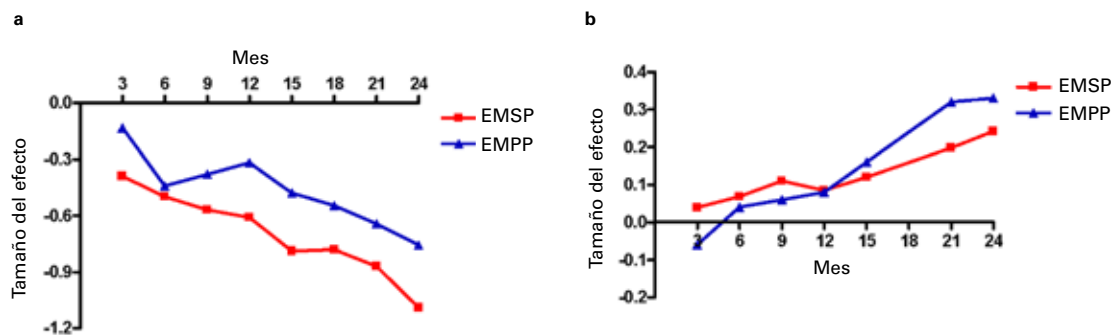 a
Mes
3 6 9 12 15 18 21 24
0.0
-0.3
-0.6
-0.9
-1.2
Tamaño del efecto
EMSP
EMPP
b
0.4
0.3
0.2
0.1
0.0
-0.1
-0.2
Tamaño del efecto
6 9 12 15 18 21 24
Mes
EMSP
EMPP